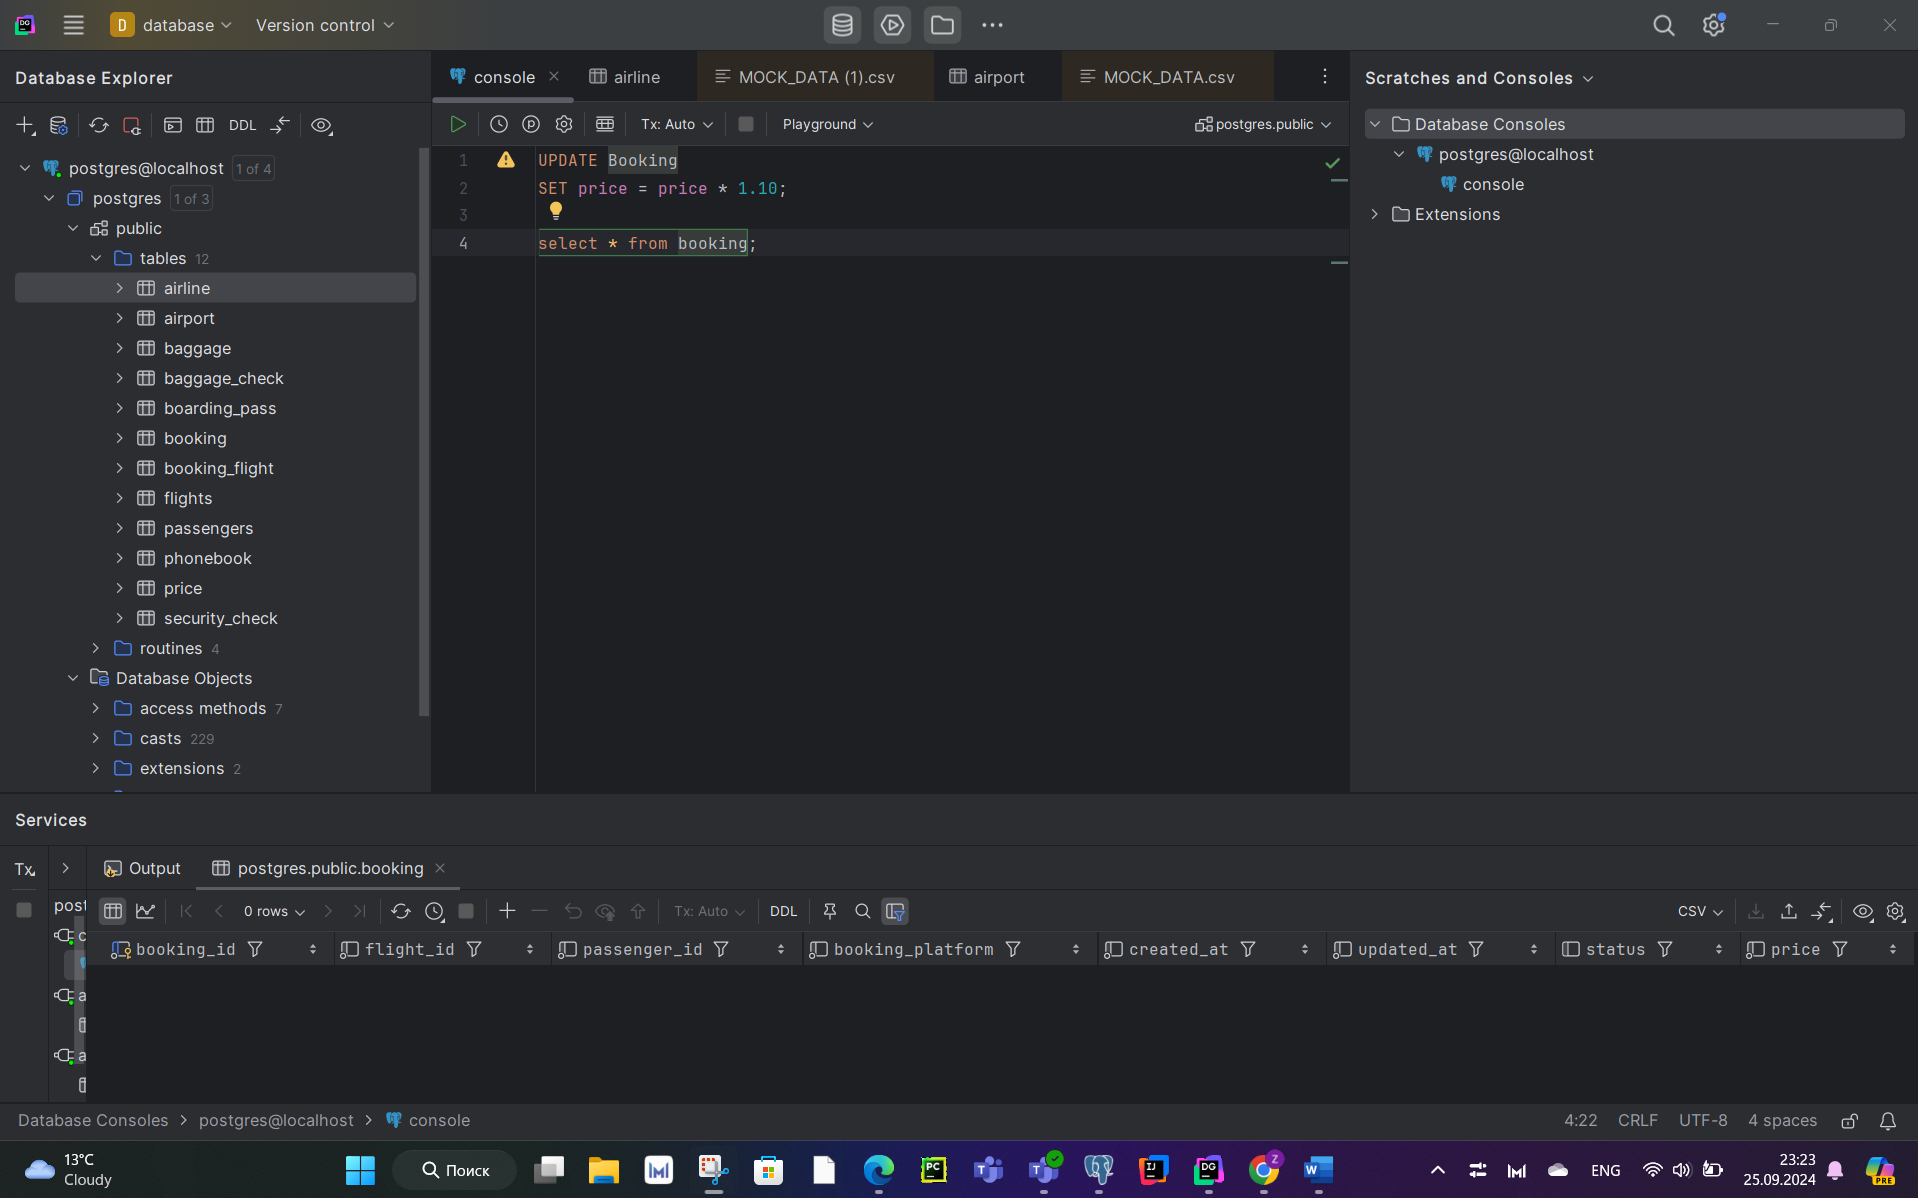 D database Version control
Database Explorer
console airline MOCK_DATA (1).csv airport MOCK_DATA.csv
Scratches and Consoles
DDL
Tx: Auto Playground postgres.public
Database Consoles
postgres@localhost
console
Extensions
postgres@localhost 1 of 4
postgres 1 of 3
public
tables 12
airline
airport
baggage
baggage_check
boarding_pass
booking
booking_flight
flights
passengers
phonebook
price
security_check
routines 4
Database Objects
access methods 7
casts 229
extensions 2
1 UPDATE Booking
2 SET price = price * 1.10;
3
4 select * from booking;
Services
Tx Output postgres.public.booking
0 rows Tx: Auto DDL CSV
booking_id flight_id passenger_id booking_platform created_at updated_at status price
Database Consoles postgres@localhost console
4:22 CRLF UTF-8 4 spaces
13°C
Cloudy
Поиск
ENG
23:23
25.09.2024